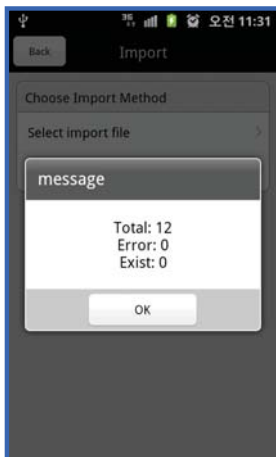 3G 오전 11:31
Back Import
Choose Import Method
Select import file
message
Total: 12
Error: 0
Exist: 0
OK